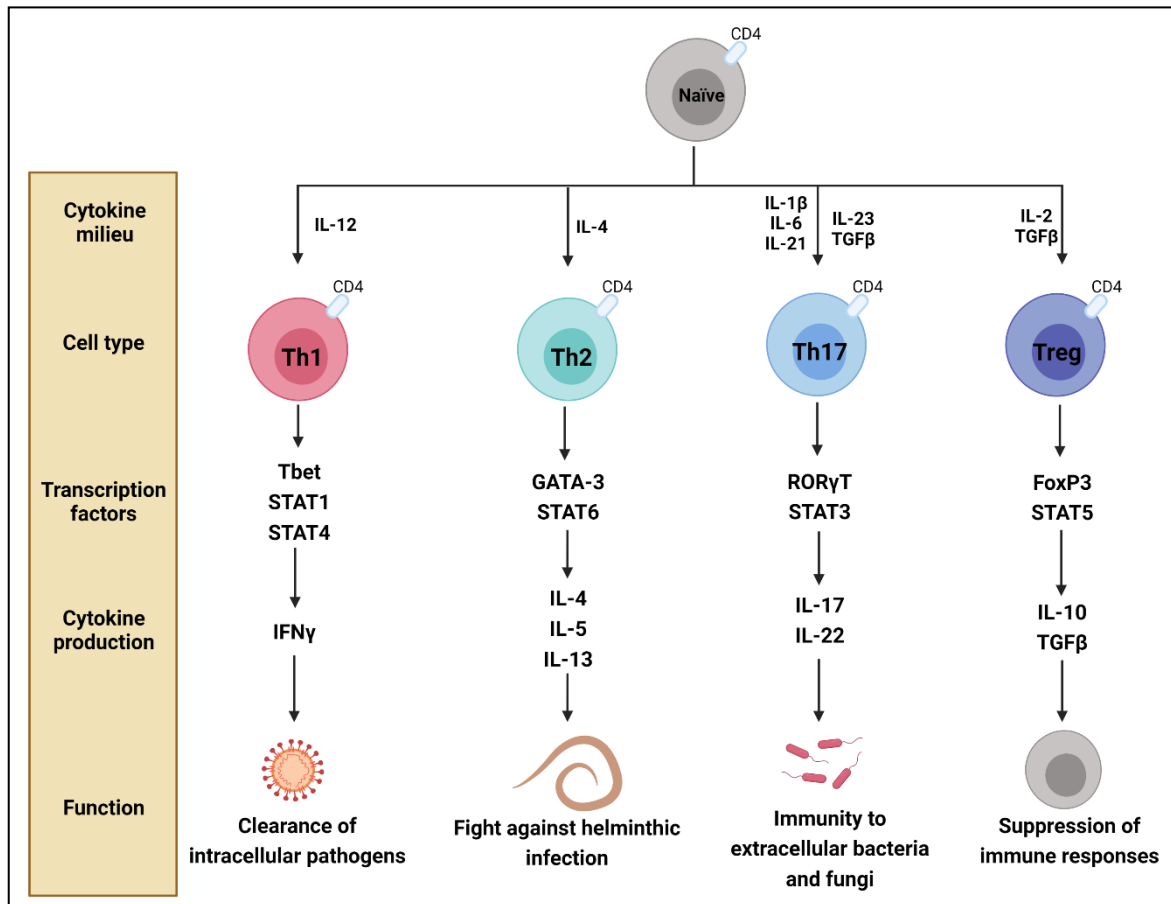 CD4
Naïve
Cytokine
milieu
IL-12
IL-4
IL-1β
IL-6
IL-21
IL-23
TGFβ
IL-2
TGFβ
Cell type
CD4
Th1
CD4
Th2
CD4
Th17
CD4
Treg
Transcription
factors
Tbet
STAT1
STAT4
GATA-3
STAT6
RORγT
STAT3
FoxP3
STAT5
Cytokine
production
IFNγ
IL-4
IL-5
IL-13
IL-17
IL-22
IL-10
TGFβ
Function
Clearance of
intracellular pathogens
Fight against helminthic
infection
Immunity to
extracellular bacteria
and fungi
Suppression of
immune responses